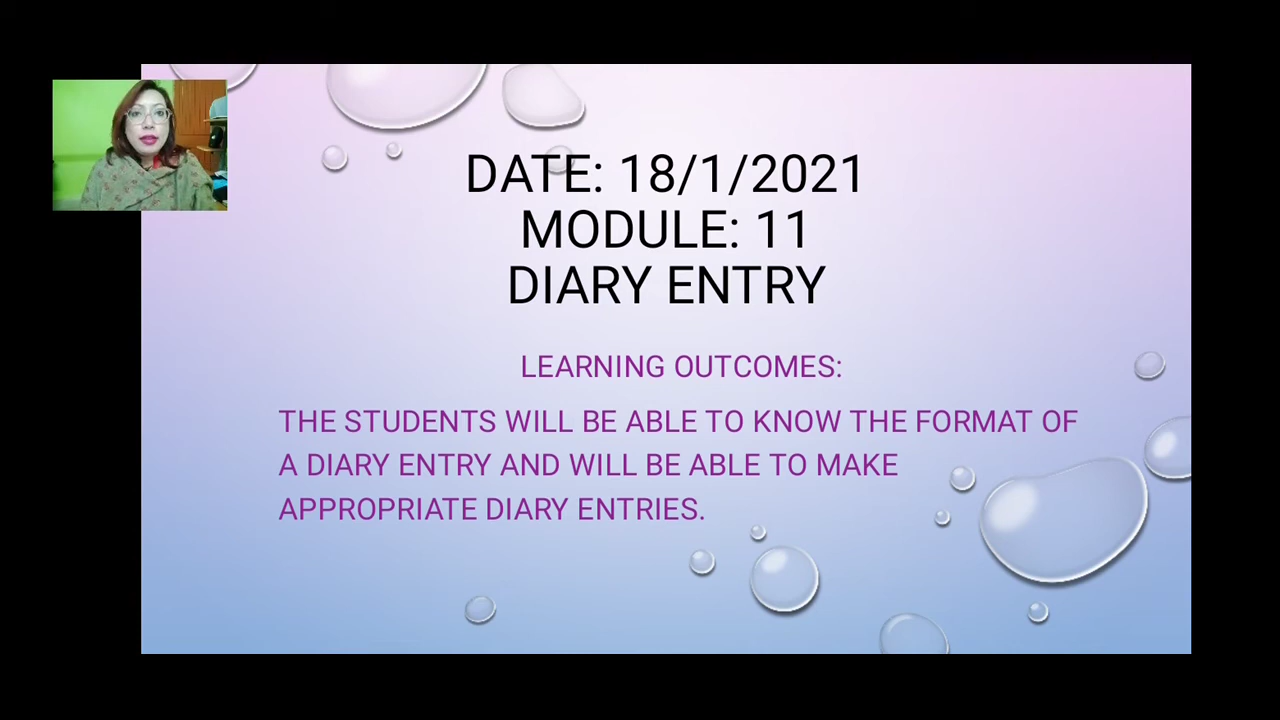 DATE: 18/1/2021
MODULE: 11
DIARY ENTRY
LEARNING OUTCOMES:
THE STUDENTS WILL BE ABLE TO KNOW THE FORMAT OF
A DIARY ENTRY AND WILL BE ABLE TO MAKE
APPROPRIATE DIARY ENTRIES.